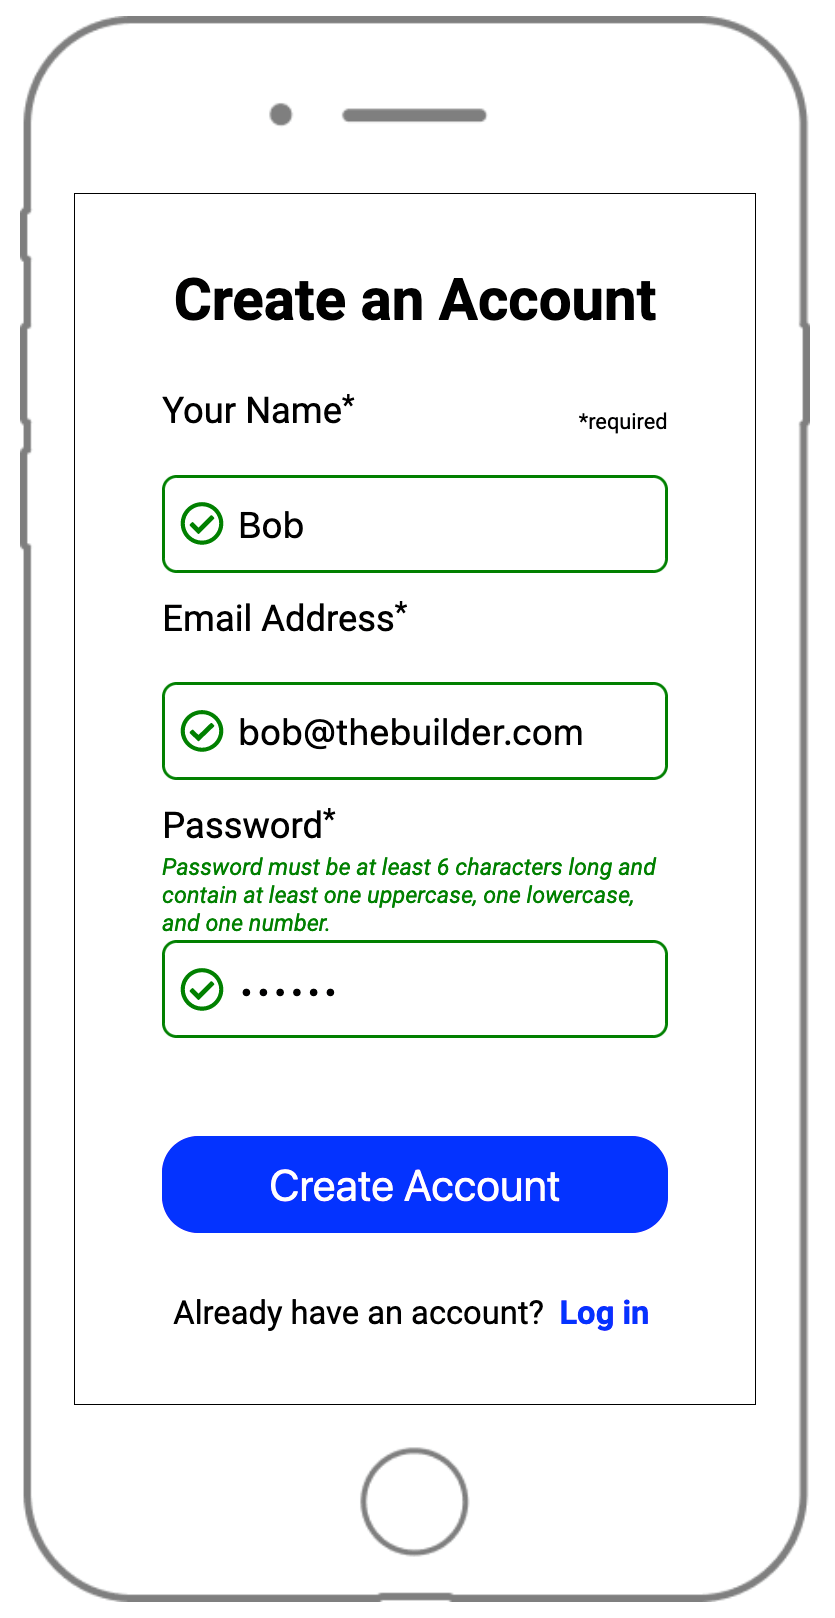 Create an Account
Your Name*
*required
Bob
Email Address*
bob@thebuilder.com
Password*
Password must be at least 6 characters long and
contain at least one uppercase, one lowercase,
and one number.
••••••
Create Account
Already have an account? Log in